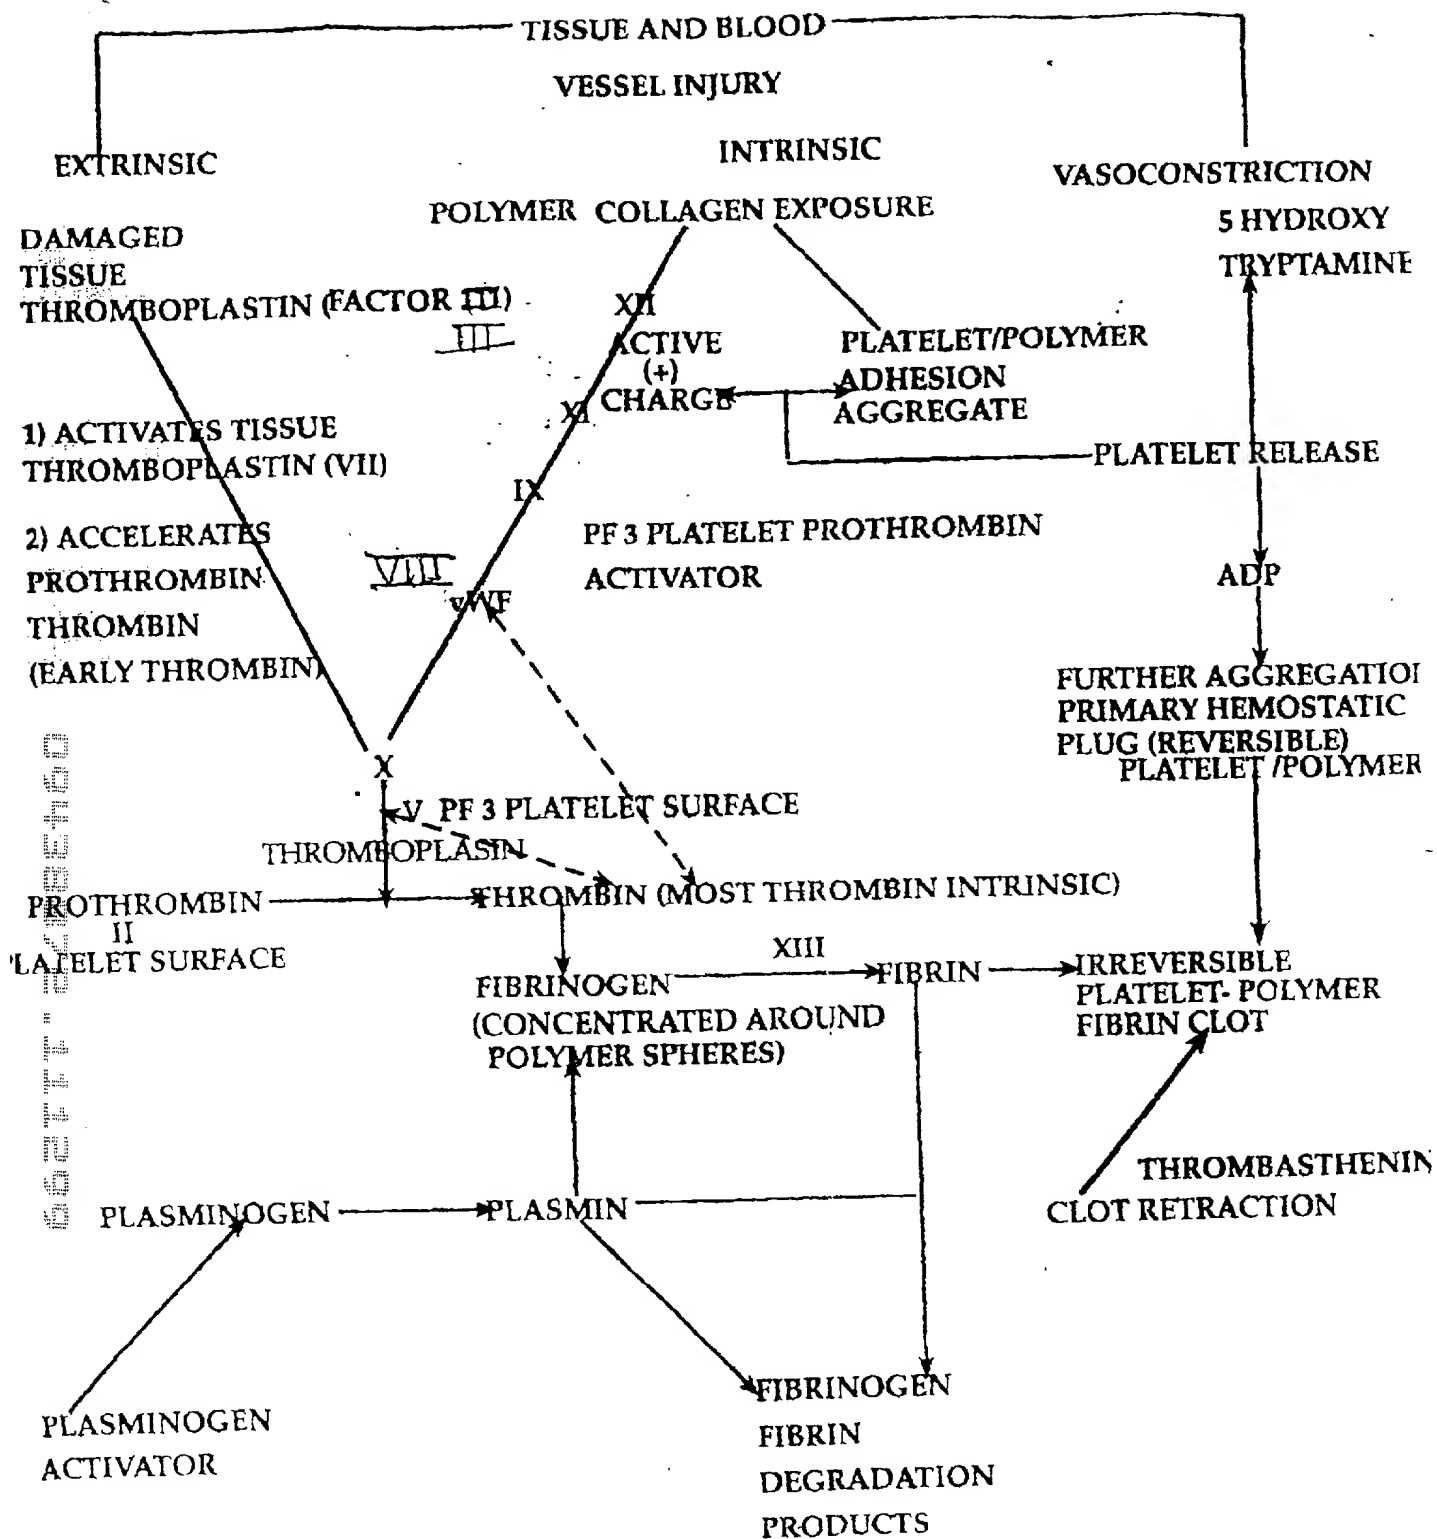 TISSUE AND BLOOD
VESSEL INJURY
EXTRINSIC
INTRINSIC
VASOCONSTRICTION
POLYMER COLLAGEN EXPOSURE
5 HYDROXY
TRYPTAMINE
DAMAGED
TISSUE
THROMBOPLASTIN (FACTOR III)
III
XII
ACTIVE
(+)
CHARGE
XI
PLATELET/POLYMER
ADHESION
AGGREGATE
1) ACTIVATES TISSUE
THROMBOPLASTIN (VII)
PLATELET RELEASE
IX
2) ACCELERATES
PROTHROMBIN
THROMBIN
(EARLY THROMBIN)
PF 3 PLATELET PROTHROMBIN
ACTIVATOR
VIII
vWF
ADP
FURTHER AGGREGATIO
PRIMARY HEMOSTATIC
PLUG (REVERSIBLE)
PLATELET /POLYMER
X
V PF 3 PLATELET SURFACE
THROMBOPLASIN
PROTHROMBIN
II
PLATELET SURFACE
THROMBIN (MOST THROMBIN INTRINSIC)
XIII
FIBRINOGEN
(CONCENTRATED AROUND
POLYMER SPHERES)
FIBRIN
IRREVERSIBLE
PLATELET- POLYMER
FIBRIN CLOT
THROMBASTHENIN
CLOT RETRACTION
PLASMINOGEN
PLASMIN
PLASMINOGEN
ACTIVATOR
FIBRINOGEN
FIBRIN
DEGRADATION
PRODUCTS